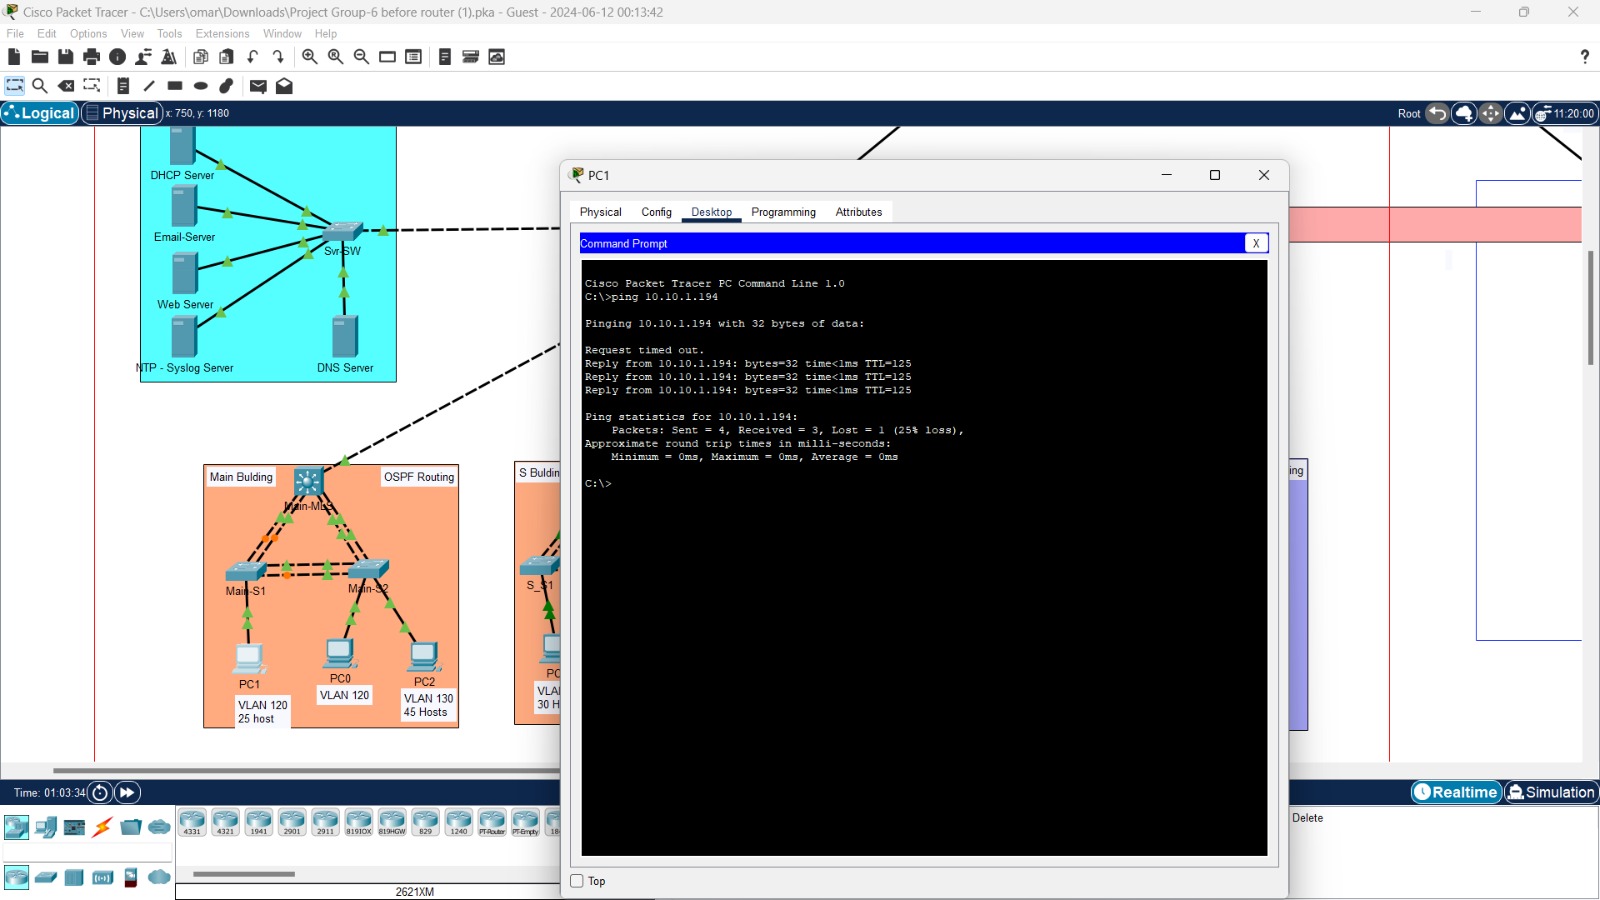 Cisco Packet Tracer - C:\Users\omar\Downloads\Project Group-6 before router (1).pka - Guest - 2024-06-12 00:13:42
File Edit Options View Tools Extensions Window Help
?
Logical Physical x: 750, y: 1180
Root 11:20:00
DHCP Server
Email-Server
Svr-SW
Web Server
NTP - Syslog Server
DNS Server
Main Bulding
OSPF Routing
Main-MLS
Main-S1
Main-S2
PC1
PC0
PC2
VLAN 120
25 host
VLAN 120
VLAN 130
45 Hosts
S Buldin
S_S1
PC
VLA
30 H
ing
PC1
Physical Config Desktop Programming Attributes
Command Prompt
X
Cisco Packet Tracer PC Command Line 1.0
C:\>ping 10.10.1.194
Pinging 10.10.1.194 with 32 bytes of data:
Request timed out.
Reply from 10.10.1.194: bytes=32 time<1ms TTL=125
Reply from 10.10.1.194: bytes=32 time<1ms TTL=125
Reply from 10.10.1.194: bytes=32 time<1ms TTL=125
Ping statistics for 10.10.1.194:
Packets: Sent = 4, Received = 3, Lost = 1 (25% loss),
Approximate round trip times in milli-seconds:
Minimum = 0ms, Maximum = 0ms, Average = 0ms
C:\>
Top
Time: 01:03:34
Realtime Simulation
4331 4321 1941 2901 2911 819IOX 819HGW 829 1240 PT-Router PT-Empty 18
2621XM
Delete